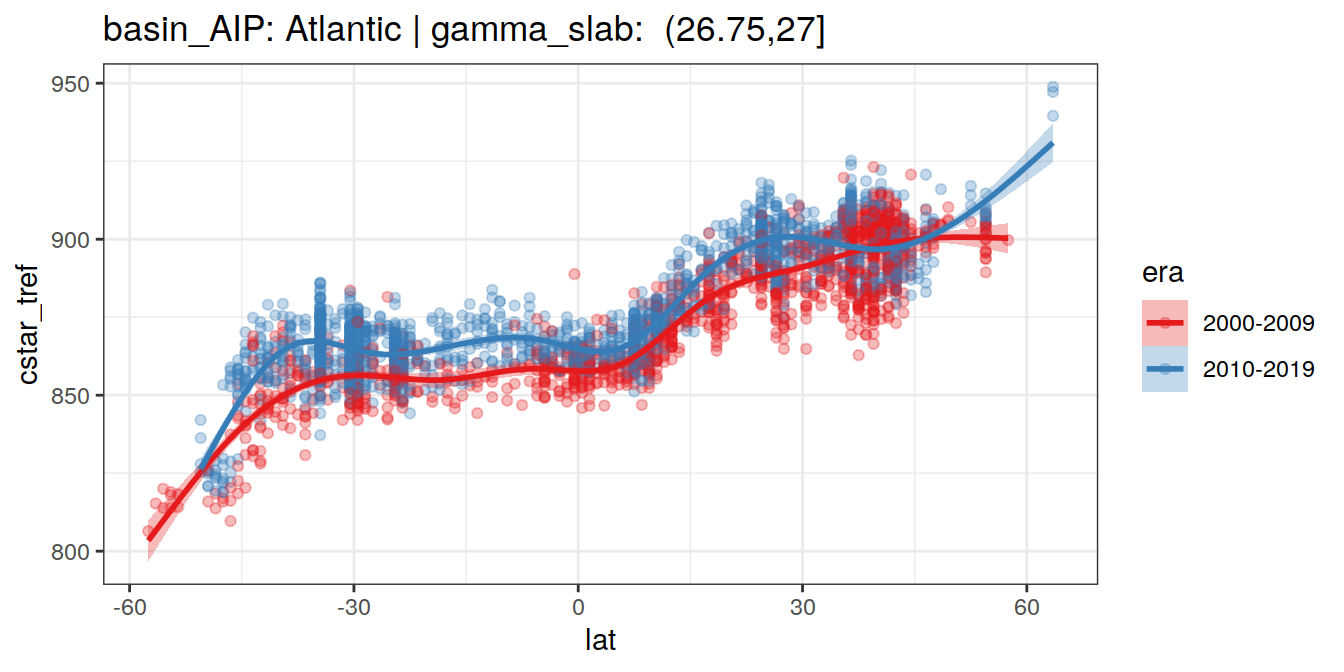 basin_AIP: Atlantic | gamma_slab:  (26.75,27]
950
900
850
800
cstar_tref
-60
-30
0
30
60
lat
era
2000-2009
2010-2019